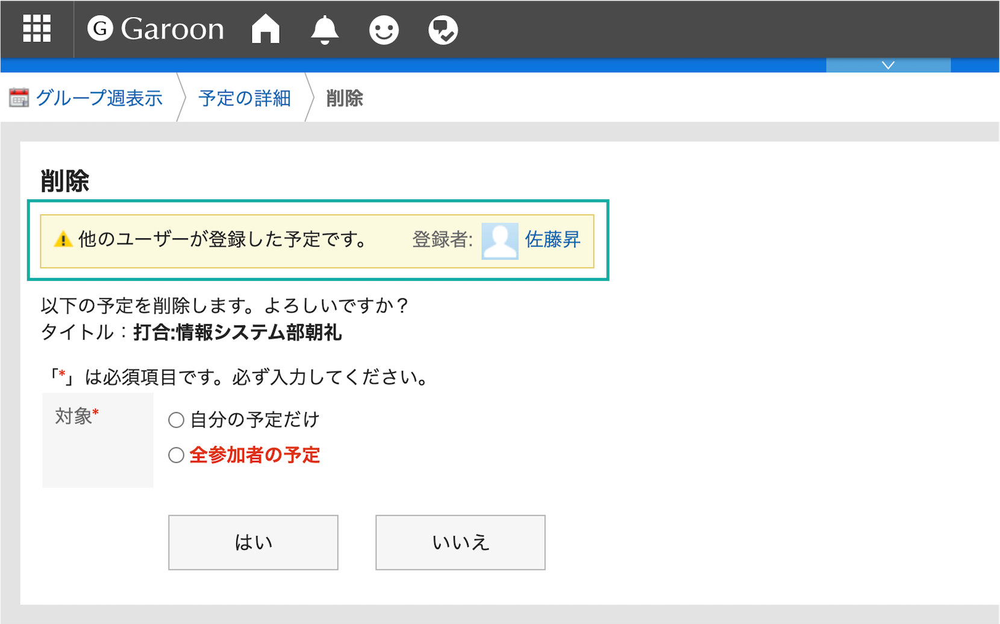 G Garoon
グループ週表示 予定の詳細 削除
削除
他のユーザーが登録した予定です。 登録者: 佐藤昇
以下の予定を削除します。よろしいですか？
タイトル：打合:情報システム部朝礼
「*」は必須項目です。必ず入力してください。
対象* 自分の予定だけ
全参加者の予定
はい いいえ